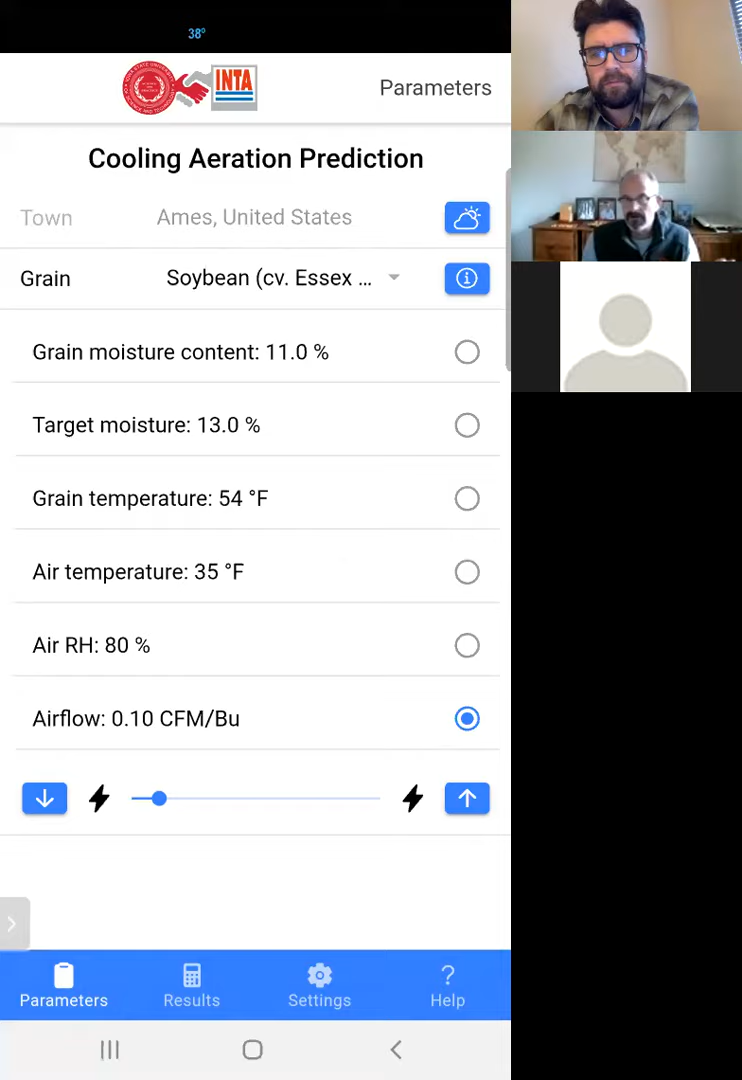 38°
INTA
Parameters
Cooling Aeration Prediction
Town Ames, United States
Grain Soybean (cv. Essex ...
Grain moisture content: 11.0 %
Target moisture: 13.0 %
Grain temperature: 54 °F
Air temperature: 35 °F
Air RH: 80 %
Airflow: 0.10 CFM/Bu
Parameters Results Settings Help